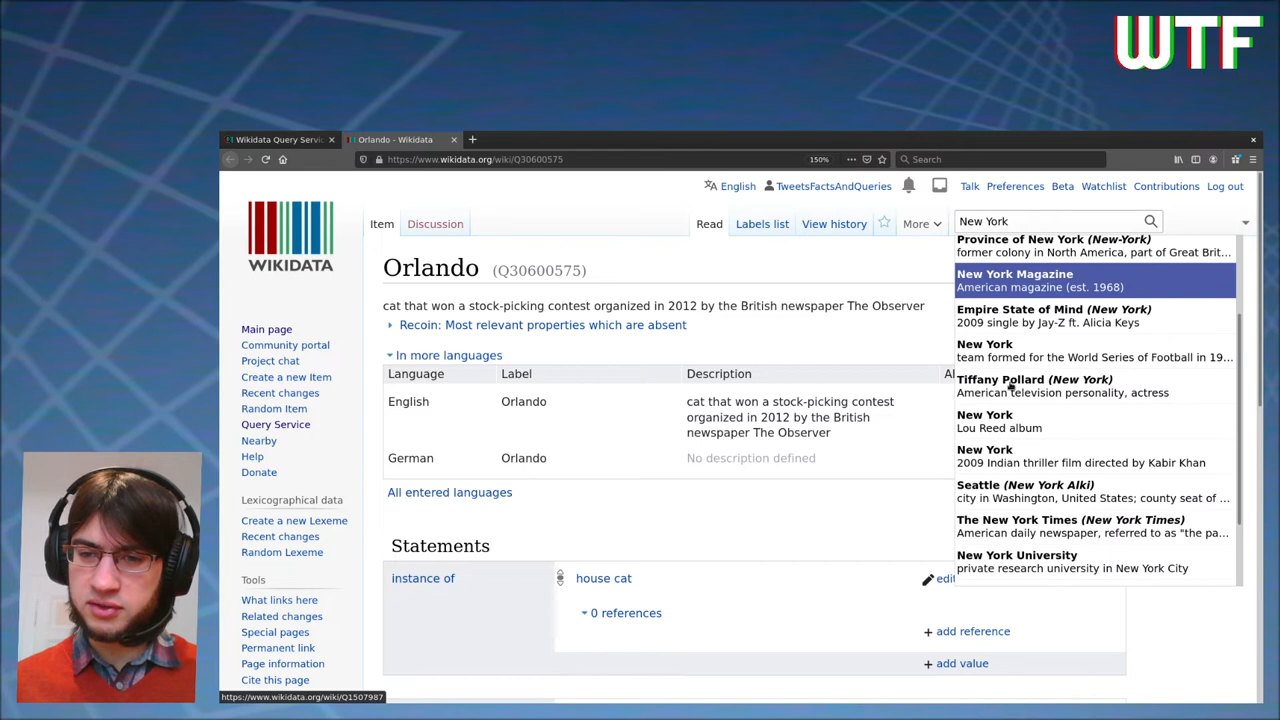 WTF
Wikidata Query Servic
Orlando - Wikidata
https://www.wikidata.org/wiki/Q30600575
150%
Search
English
TweetsFactsAndQueries
Talk
Preferences
Beta
Watchlist
Contributions
Log out
WIKIDATA
Item
Discussion
Read
Labels list
View history
More
New York
Province of New York (New-York)
former colony in North America, part of Great Brit...
New York Magazine
American magazine (est. 1968)
Empire State of Mind (New York)
2009 single by Jay-Z ft. Alicia Keys
New York
team formed for the World Series of Football in 19...
Tiffany Pollard (New York)
American television personality, actress
New York
Lou Reed album
New York
2009 Indian thriller film directed by Kabir Khan
Seattle (New York Alki)
city in Washington, United States; county seat of ...
The New York Times (New York Times)
American daily newspaper, referred to as "the pa...
New York University
private research university in New York City
Main page
Community portal
Project chat
Create a new Item
Recent changes
Random Item
Query Service
Nearby
Help
Donate
Lexicographical data
Create a new Lexeme
Recent changes
Random Lexeme
Tools
What links here
Related changes
Special pages
Permanent link
Page information
Cite this page
Orlando (Q30600575)
cat that won a stock-picking contest organized in 2012 by the British newspaper The Observer
Recoin: Most relevant properties which are absent
In more languages
Language Label Description Al
English Orlando cat that won a stock-picking contest
organized in 2012 by the British
newspaper The Observer
German Orlando No description defined
All entered languages
Statements
instance of
house cat
edit
0 references
+ add reference
+ add value
https://www.wikidata.org/wiki/Q1507987